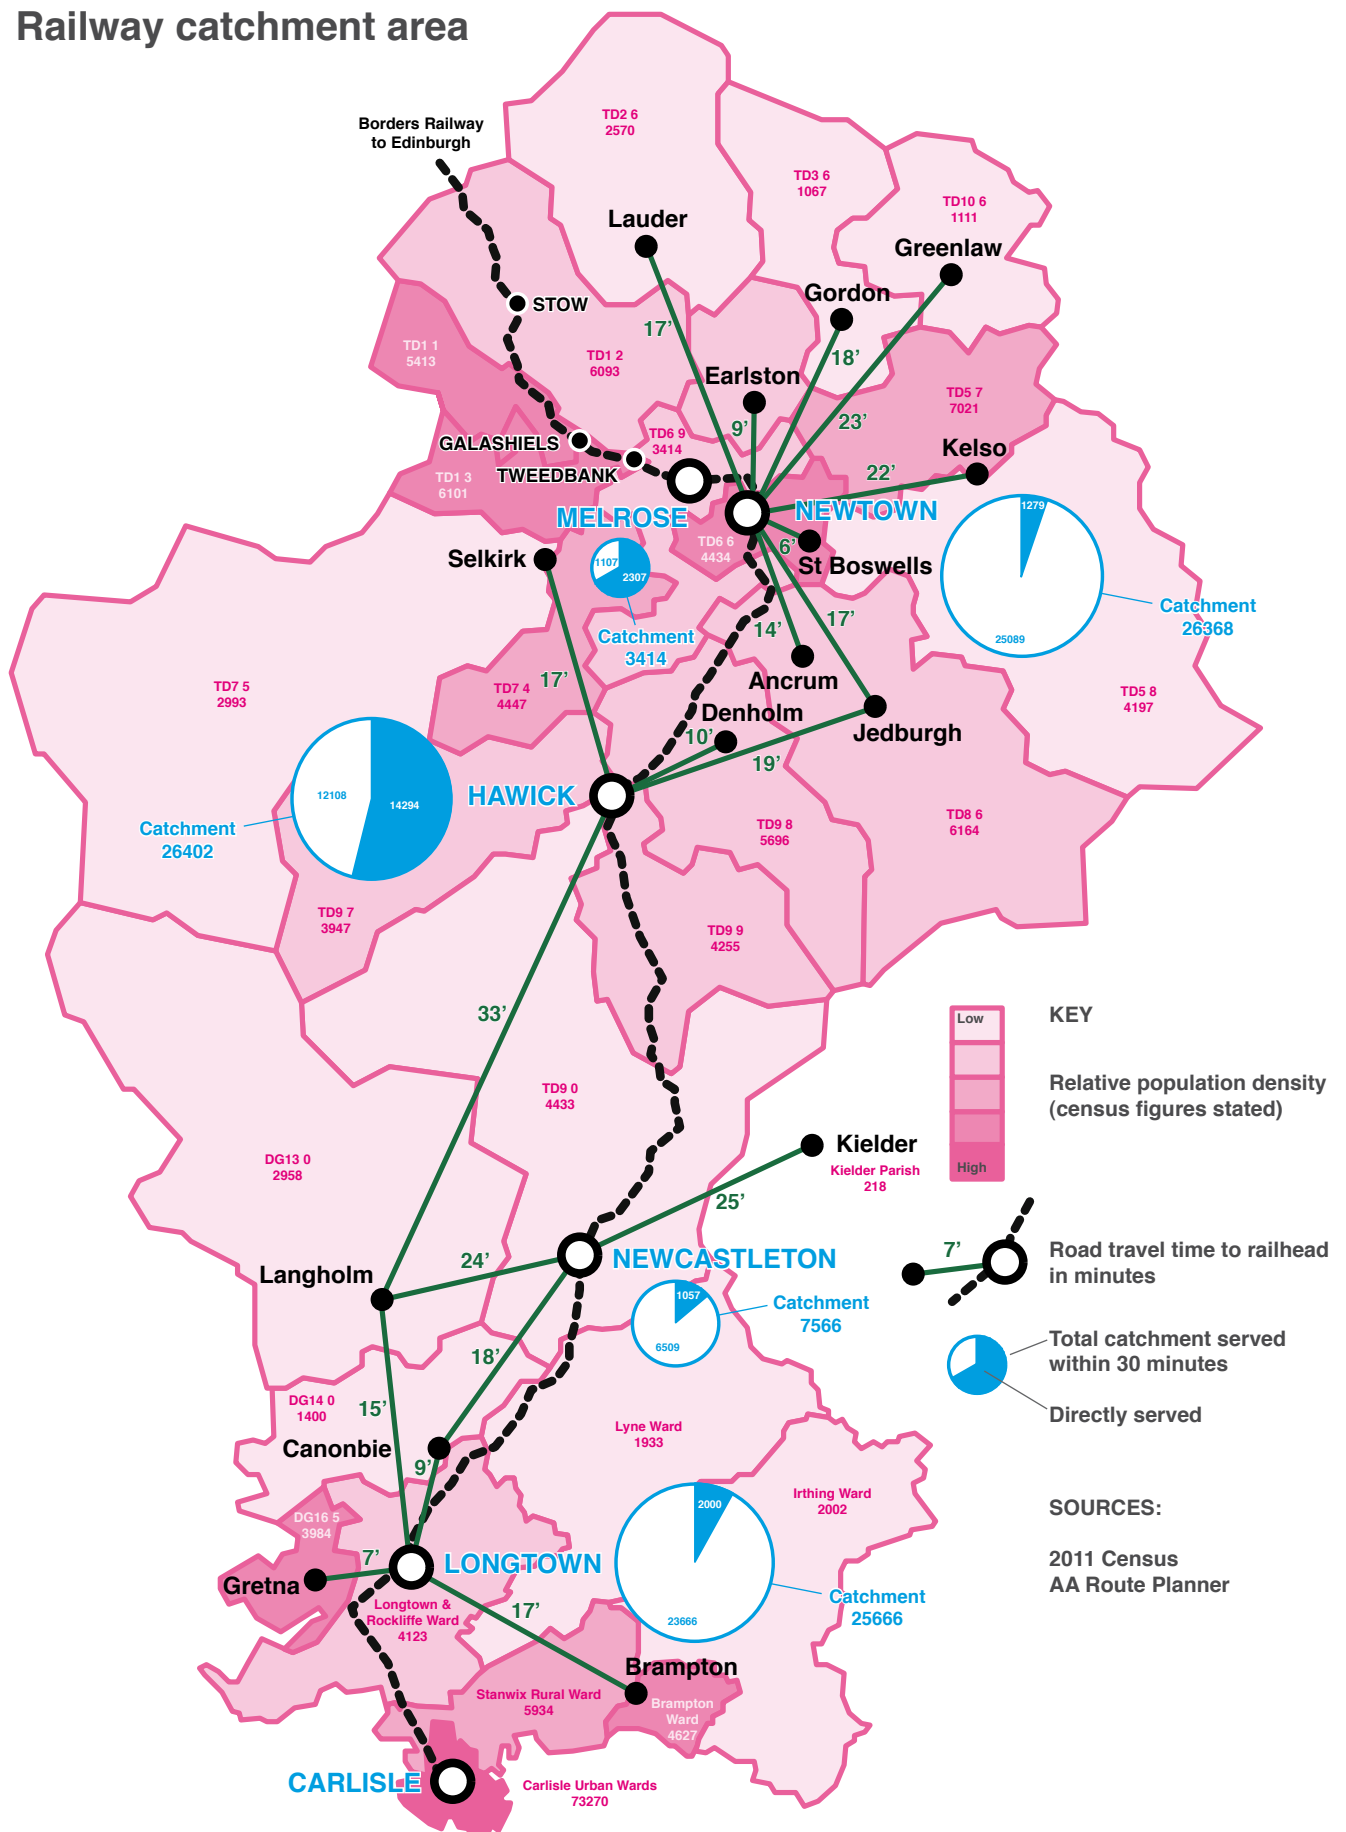 Railway catchment area
Borders Railway
to Edinburgh
TD2 6
2570
TD3 6
1067
TD10 6
1111
Lauder
Greenlaw
Gordon
STOW
17’
18’
TD1 1
5413
TD1 2
6093
Earlston
TD5 7
7021
23’
9’
TD6 9
3414
GALASHIELS
TWEEDBANK
Kelso
22’
TD1 3
6101
MELROSE
NEWTOWN
1279
TD6 6
4434
6’
Selkirk
1107
2307
St Boswells
Catchment
26368
25089
Catchment
3414
14’
17’
17’
Ancrum
TD7 5
2993
TD7 4
4447
TD5 8
4197
Denholm
10’
Jedburgh
19’
HAWICK
12108
14294
Catchment
26402
TD9 8
5696
TD8 6
6164
TD9 7
3947
TD9 9
4255
33’
Low
KEY
Relative population density
(census figures stated)
High
TD9 0
4433
Kielder
Kielder Parish
218
DG13 0
2958
25’
24’
NEWCASTLETON
Langholm
7’
Road travel time to railhead
in minutes
1057
6509
Catchment
7566
Total catchment served
within 30 minutes
Directly served
18’
DG14 0
1400
15’
Canonbie
9’
Lyne Ward
1933
Irthing Ward
2002
2000
23666
Catchment
25666
SOURCES:
2011 Census
AA Route Planner
DG16 5
3984
7’
LONGTOWN
Gretna
Longtown &
Rockliffe Ward
4123
17’
Brampton
Stanwix Rural Ward
5934
Brampton
Ward
4627
CARLISLE
Carlisle Urban Wards
73270